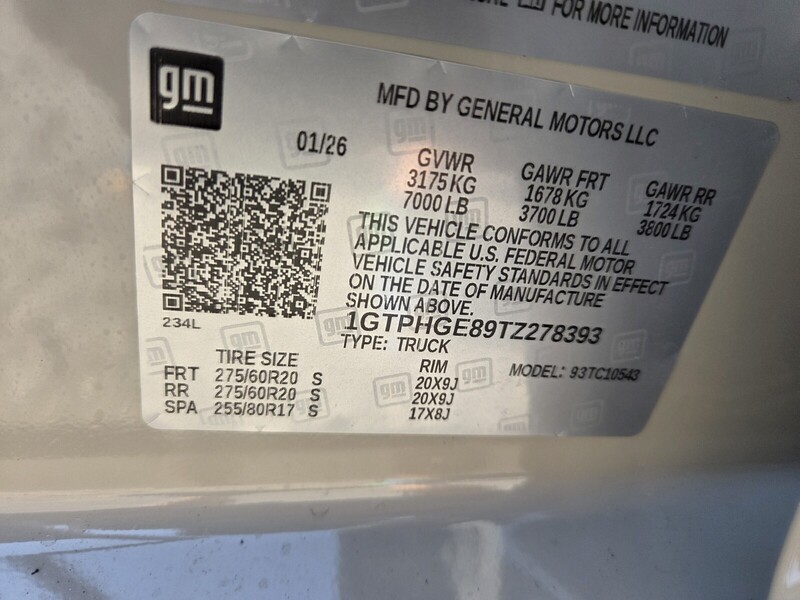 FOR MORE INFORMATION
gm
MFD BY GENERAL MOTORS LLC
01/26
GVWR GAWR FRT GAWR RR
3175 KG 1678 KG 1724 KG
7000 LB 3700 LB 3800 LB
THIS VEHICLE CONFORMS TO ALL
APPLICABLE U.S. FEDERAL MOTOR
VEHICLE SAFETY STANDARDS IN EFFECT
ON THE DATE OF MANUFACTURE
SHOWN ABOVE.
234L
1GTPHGE89TZ278393
TYPE: TRUCK
TIRE SIZE RIM MODEL: 93TC10543
FRT 275/60R20 S 20X9J
RR 275/60R20 S 20X9J
SPA 255/80R17 S 17X8J